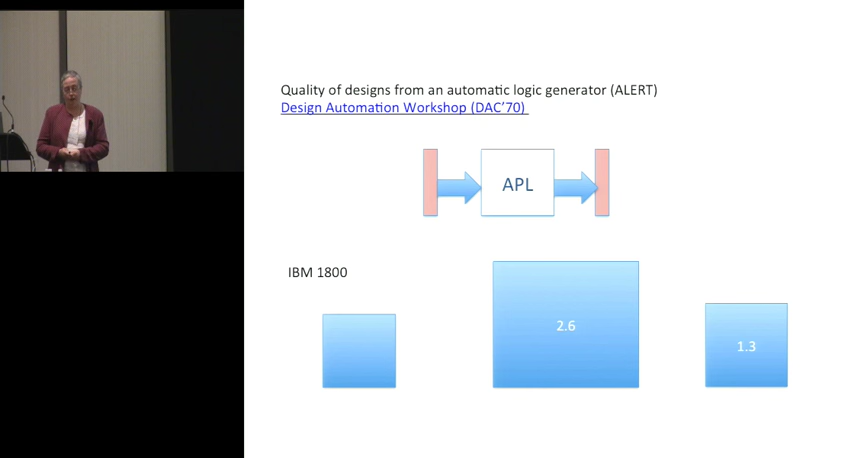 Quality of designs from an automatic logic generator (ALERT)
Design Automation Workshop (DAC'70)
APL
IBM 1800
2.6
1.3